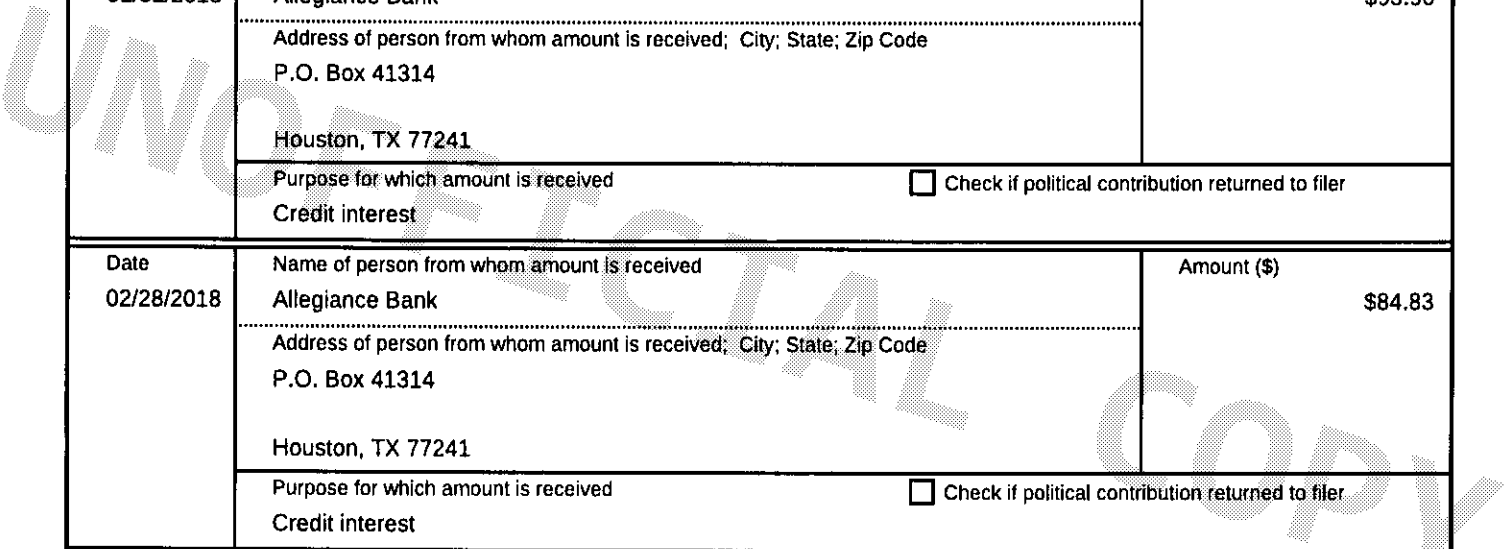 Allegiance Bank
Address of person from whom amount is received; City; State; Zip Code
P.O. Box 41314
Houston, TX 77241
Purpose for which amount is received
Check if political contribution returned to filer
Credit interest
Date
Name of person from whom amount is received
Amount ($)
02/28/2018
Allegiance Bank
$84.83
Address of person from whom amount is received; City; State; Zip Code
P.O. Box 41314
Houston, TX 77241
Purpose for which amount is received
Check if political contribution returned to filer
Credit interest
UNOFFICIAL COPY